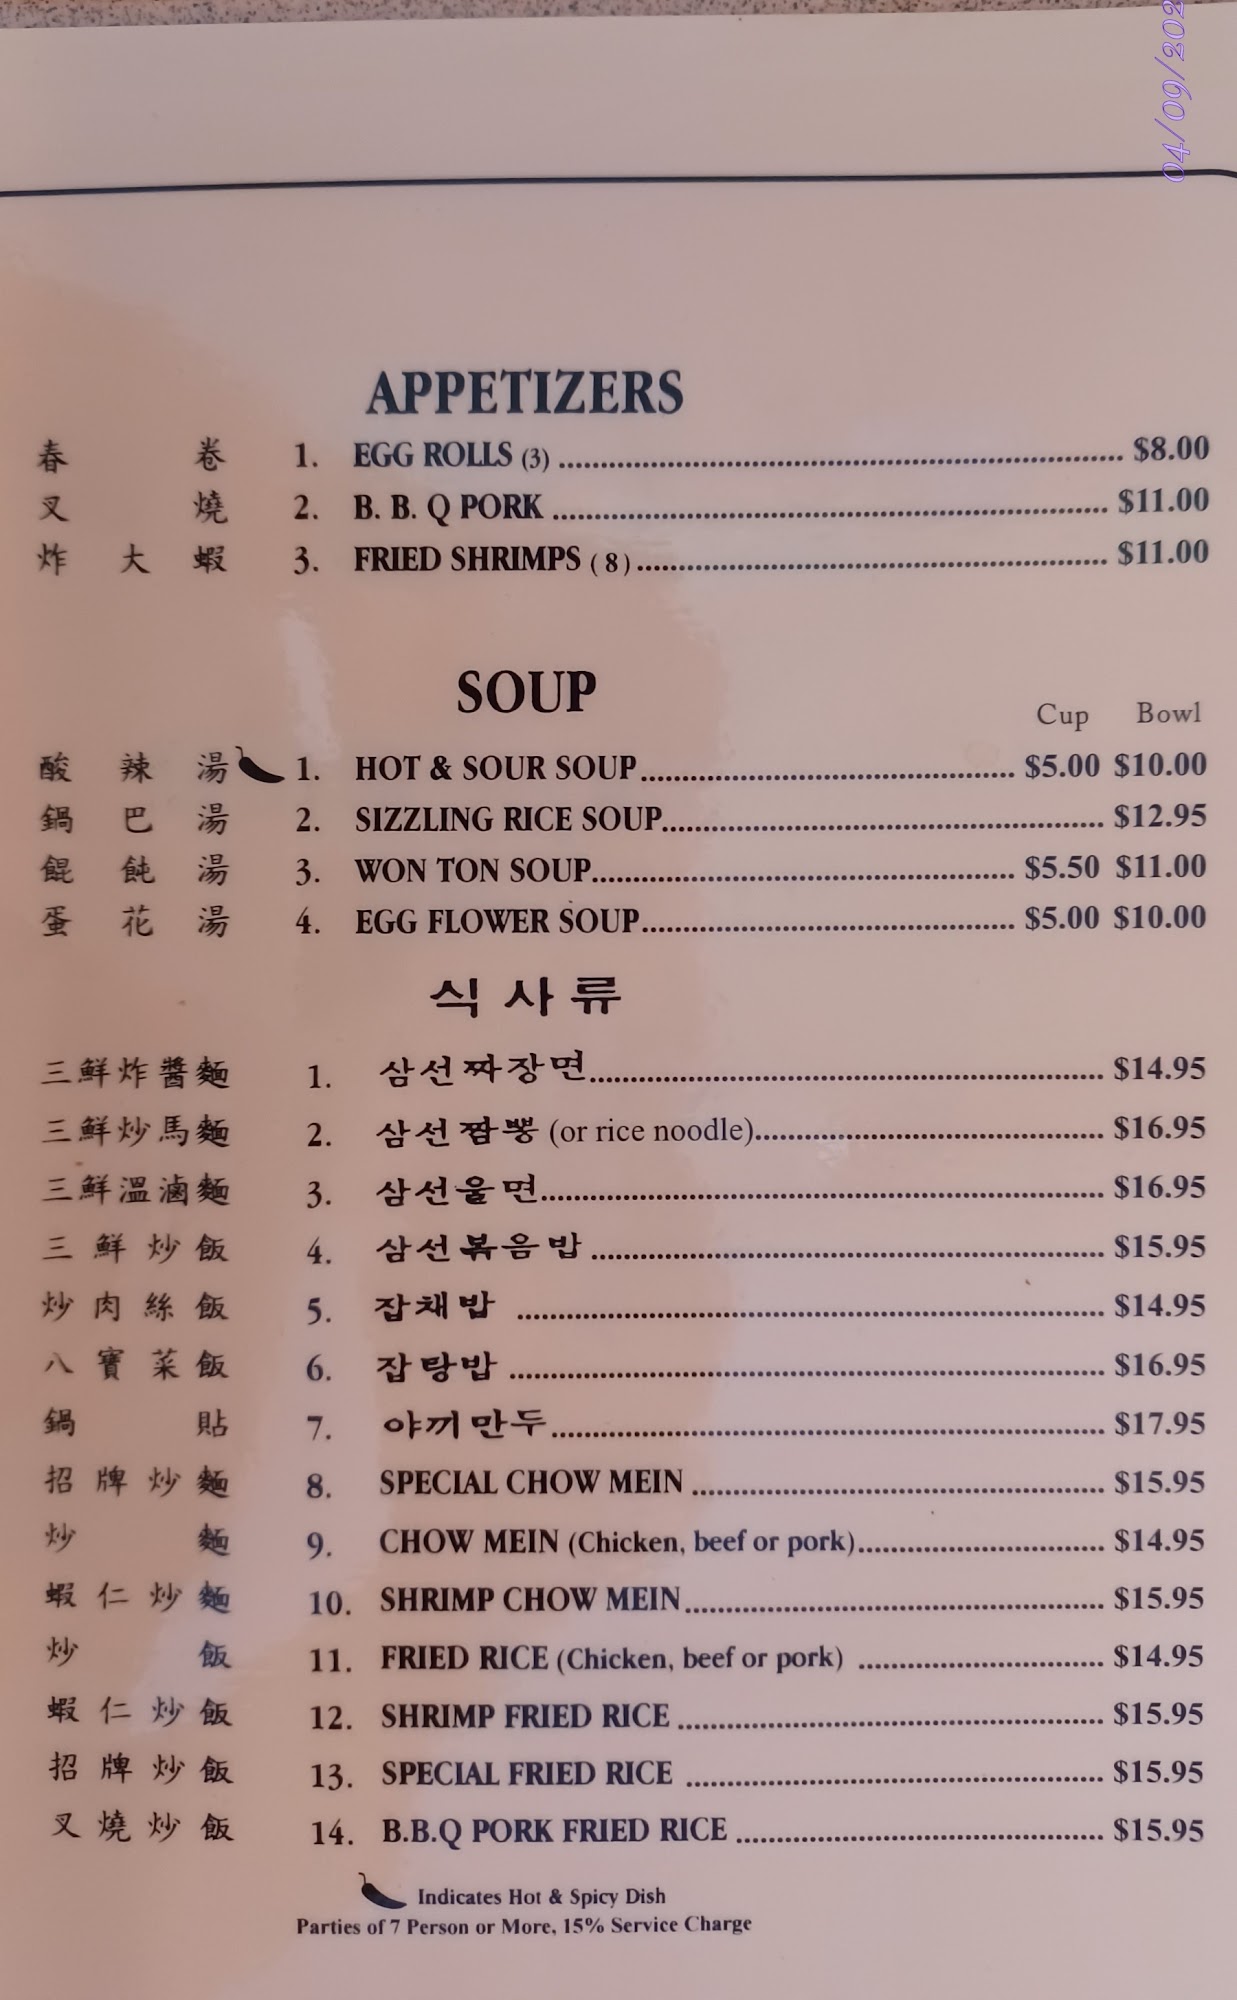 04/09/202
APPETIZERS
春 卷 1. EGG ROLLS (3) $8.00
叉 燒 2. B. B. Q PORK $11.00
炸 大 蝦 3. FRIED SHRIMPS ( 8 ) $11.00
SOUP
Cup Bowl
酸 辣 湯 1. HOT & SOUR SOUP $5.00 $10.00
鍋 巴 湯 2. SIZZLING RICE SOUP $12.95
餛 飩 湯 3. WON TON SOUP $5.50 $11.00
蛋 花 湯 4. EGG FLOWER SOUP $5.00 $10.00
식 사 류
三鮮炸醬麵 1. 삼선짜장면 $14.95
三鮮炒馬麵 2. 삼선짬뽕 (or rice noodle) $16.95
三鮮溫滷麵 3. 삼선울면 $16.95
三 鮮 炒 飯 4. 삼선볶음밥 $15.95
炒 肉 絲 飯 5. 잡채밥 $14.95
八 寶 菜 飯 6. 잡탕밥 $16.95
鍋 貼 7. 야끼만두 $17.95
招 牌 炒 麵 8. SPECIAL CHOW MEIN $15.95
炒 麵 9. CHOW MEIN (Chicken, beef or pork) $14.95
蝦 仁 炒 麵 10. SHRIMP CHOW MEIN $15.95
炒 飯 11. FRIED RICE (Chicken, beef or pork) $14.95
蝦 仁 炒 飯 12. SHRIMP FRIED RICE $15.95
招 牌 炒 飯 13. SPECIAL FRIED RICE $15.95
叉 燒 炒 飯 14. B.B.Q PORK FRIED RICE $15.95
Indicates Hot & Spicy Dish
Parties of 7 Person or More, 15% Service Charge